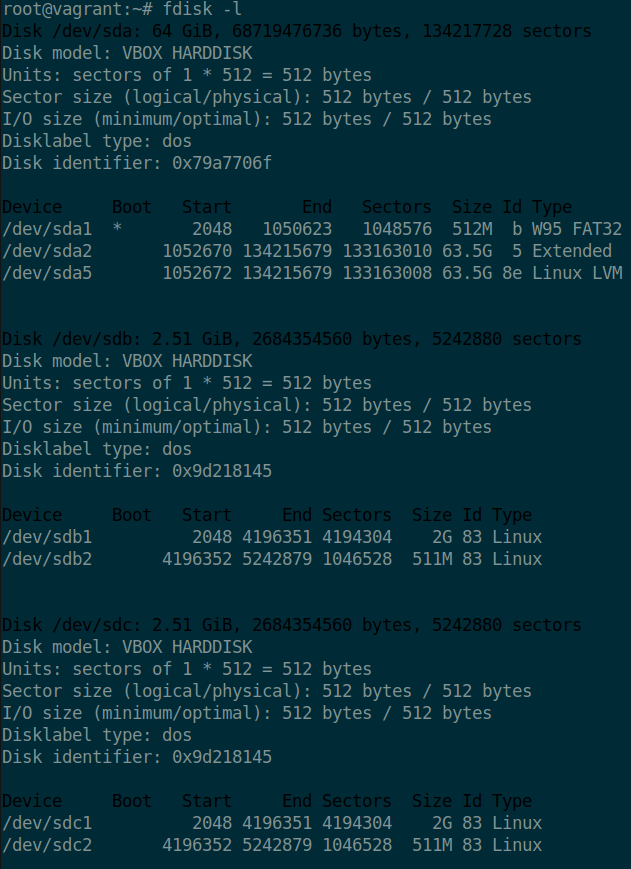 root@vagrant:~# fdisk -l
Disk /dev/sda: 64 GiB, 68719476736 bytes, 134217728 sectors
Disk model: VBOX HARDDISK
Units: sectors of 1 * 512 = 512 bytes
Sector size (logical/physical): 512 bytes / 512 bytes
I/O size (minimum/optimal): 512 bytes / 512 bytes
Disklabel type: dos
Disk identifier: 0x79a7706f

Device     Boot   Start       End   Sectors  Size Id Type
/dev/sda1  *       2048   1050623   1048576  512M  b W95 FAT32
/dev/sda2       1052670 134215679 133163010 63.5G  5 Extended
/dev/sda5       1052672 134215679 133163008 63.5G 8e Linux LVM

Disk /dev/sdb: 2.51 GiB, 2684354560 bytes, 5242880 sectors
Disk model: VBOX HARDDISK
Units: sectors of 1 * 512 = 512 bytes
Sector size (logical/physical): 512 bytes / 512 bytes
I/O size (minimum/optimal): 512 bytes / 512 bytes
Disklabel type: dos
Disk identifier: 0x9d218145

Device     Boot   Start     End Sectors  Size Id Type
/dev/sdb1          2048 4196351 4194304    2G 83 Linux
/dev/sdb2       4196352 5242879 1046528  511M 83 Linux

Disk /dev/sdc: 2.51 GiB, 2684354560 bytes, 5242880 sectors
Disk model: VBOX HARDDISK
Units: sectors of 1 * 512 = 512 bytes
Sector size (logical/physical): 512 bytes / 512 bytes
I/O size (minimum/optimal): 512 bytes / 512 bytes
Disklabel type: dos
Disk identifier: 0x9d218145

Device     Boot   Start     End Sectors  Size Id Type
/dev/sdc1          2048 4196351 4194304    2G 83 Linux
/dev/sdc2       4196352 5242879 1046528  511M 83 Linux